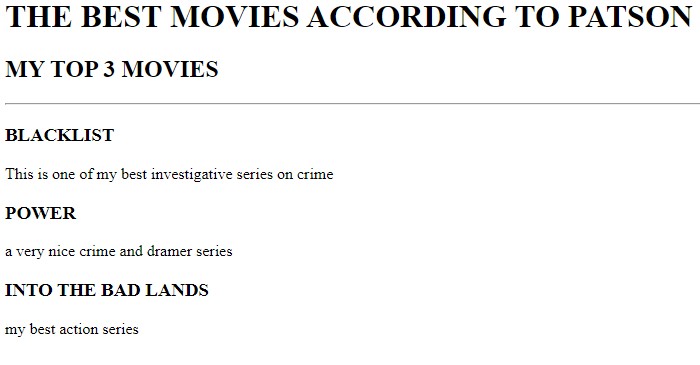 THE BEST MOVIES ACCORDING TO PATSON
MY TOP 3 MOVIES
BLACKLIST
This is one of my best investigative series on crime
POWER
a very nice crime and dramer series
INTO THE BAD LANDS
my best action series